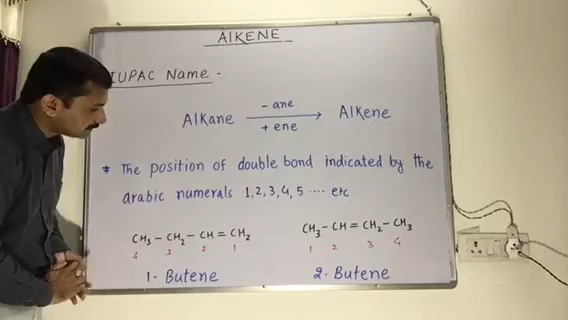 AlKENE
IUPAC Name -
Alkane - ane + ene Alkene
* The position of double bond indicated by the
arabic numerals 1,2,3,4,5 .... etc
CH3 - CH2 - CH = CH2
4 3 2 1
1- Butene
CH3 - CH = CH2 - CH3
1 2 3 4
2- Butene